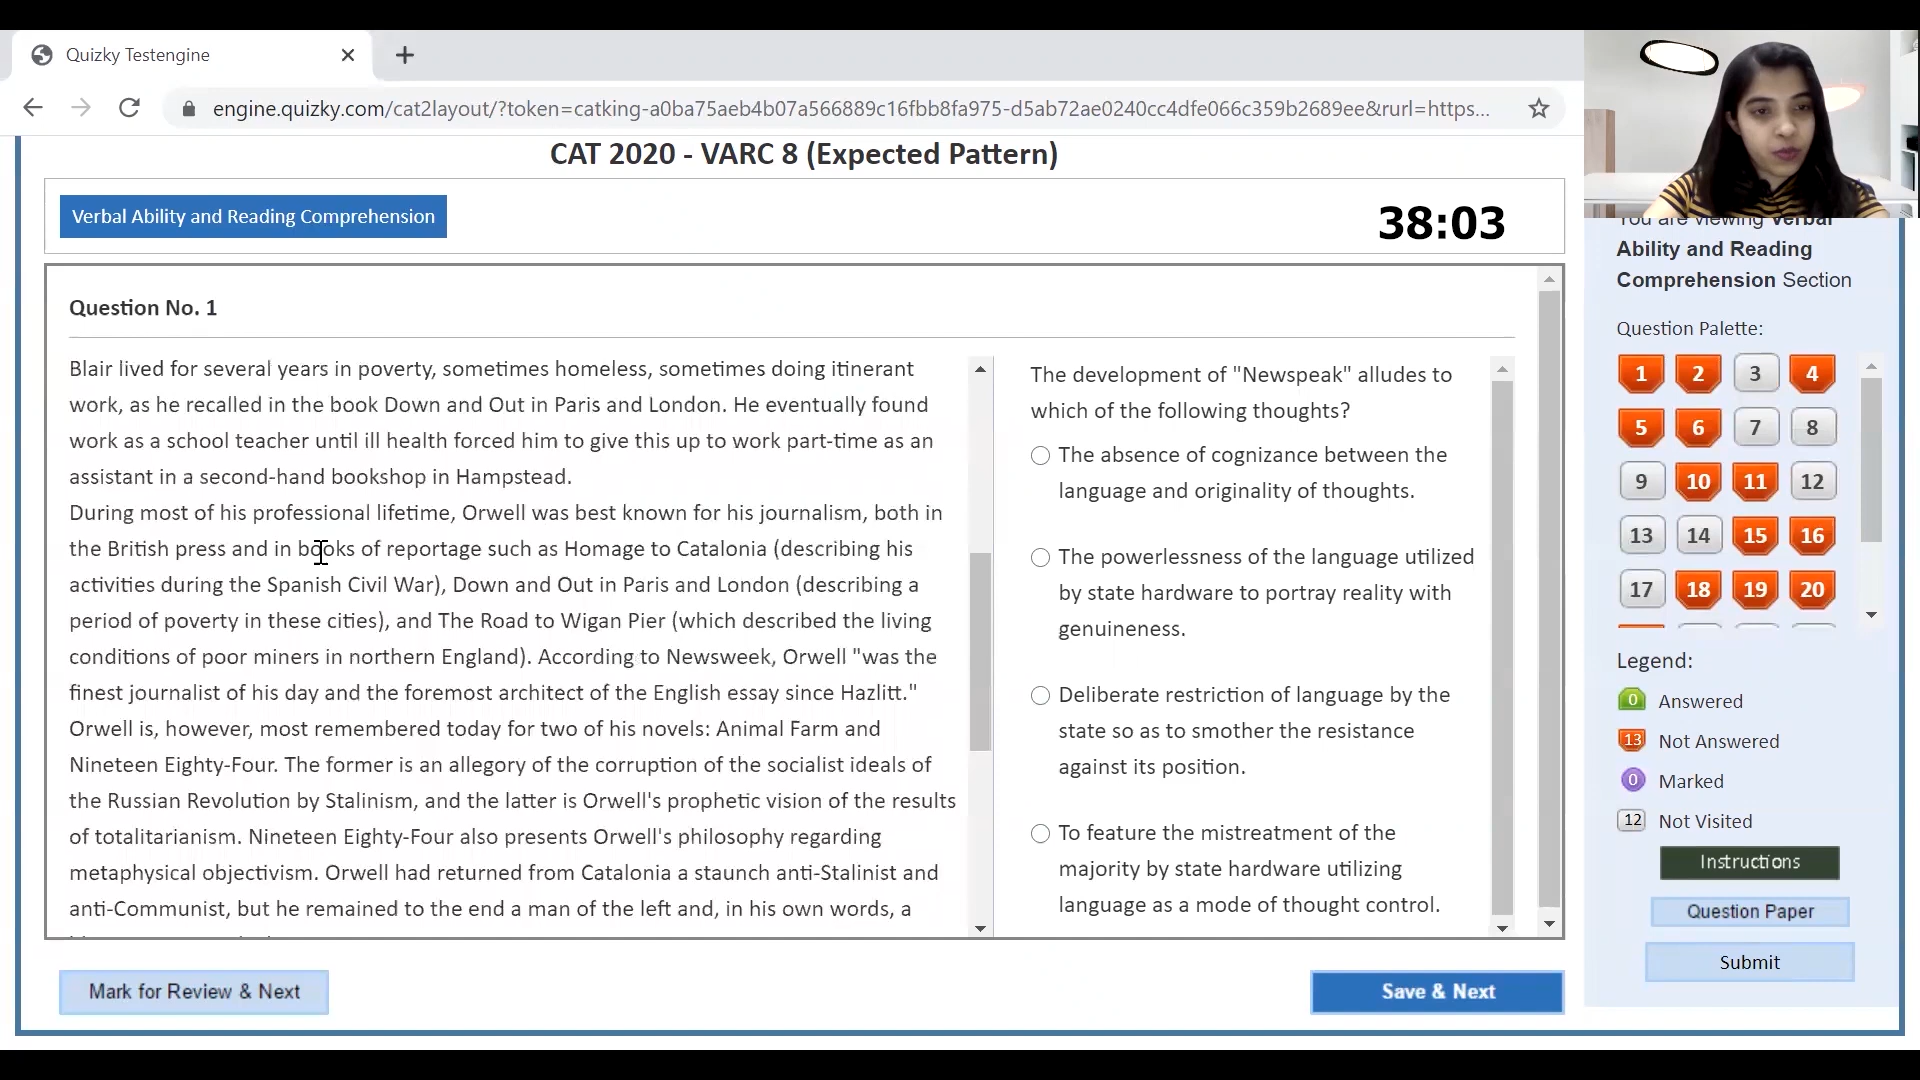 Quizky Testengine
engine.quizky.com/cat2layout/?token=catking-a0ba75aeb4b07a566889c16fbb8fa975-d5ab72ae0240cc4dfe066c359b2689ee&rurl=https...
CAT 2020 - VARC 8 (Expected Pattern)
Verbal Ability and Reading Comprehension
38:03
Question No. 1
Blair lived for several years in poverty, sometimes homeless, sometimes doing itinerant
work, as he recalled in the book Down and Out in Paris and London. He eventually found
work as a school teacher until ill health forced him to give this up to work part-time as an
assistant in a second-hand bookshop in Hampstead.
During most of his professional lifetime, Orwell was best known for his journalism, both in
the British press and in books of reportage such as Homage to Catalonia (describing his
activities during the Spanish Civil War), Down and Out in Paris and London (describing a
period of poverty in these cities), and The Road to Wigan Pier (which described the living
conditions of poor miners in northern England). According to Newsweek, Orwell "was the
finest journalist of his day and the foremost architect of the English essay since Hazlitt."
Orwell is, however, most remembered today for two of his novels: Animal Farm and
Nineteen Eighty-Four. The former is an allegory of the corruption of the socialist ideals of
the Russian Revolution by Stalinism, and the latter is Orwell's prophetic vision of the results
of totalitarianism. Nineteen Eighty-Four also presents Orwell's philosophy regarding
metaphysical objectivism. Orwell had returned from Catalonia a staunch anti-Stalinist and
anti-Communist, but he remained to the end a man of the left and, in his own words, a
The development of "Newspeak" alludes to
which of the following thoughts?
The absence of cognizance between the
language and originality of thoughts.
The powerlessness of the language utilized
by state hardware to portray reality with
genuineness.
Deliberate restriction of language by the
state so as to smother the resistance
against its position.
To feature the mistreatment of the
majority by state hardware utilizing
language as a mode of thought control.
Mark for Review & Next
Save & Next
You are viewing Verbal
Ability and Reading
Comprehension Section
Question Palette:
1 2 3 4
5 6 7 8
9 10 11 12
13 14 15 16
17 18 19 20
Legend:
0 Answered
13 Not Answered
0 Marked
12 Not Visited
Instructions
Question Paper
Submit